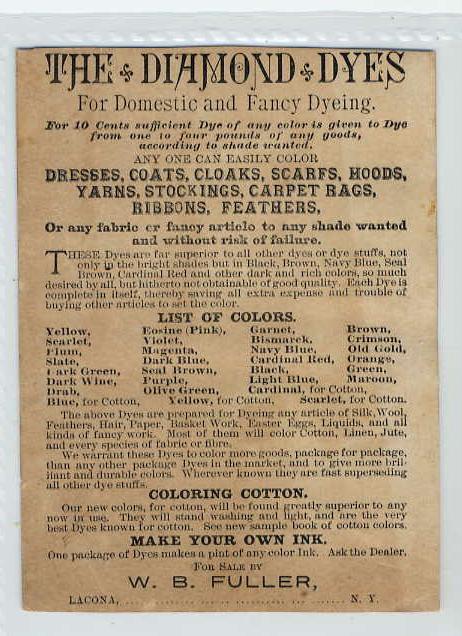 THE DIAMOND DYES
For Domestic and Fancy Dyeing.
For 10 Cents sufficient Dye of any color is given to Dye
from one to four pounds of any goods,
according to shade wanted.
ANY ONE CAN EASILY COLOR
DRESSES, COATS, CLOAKS, SCARFS, HOODS,
YARNS, STOCKINGS, CARPET RAGS,
RIBBONS, FEATHERS,
Or any fabric or fancy article to any shade wanted
and without risk of failure.
THESE Dyes are far superior to all other dyes or dye stuffs, not
only in the bright shades but in Black, Brown, Navy Blue, Seal
Brown, Cardinal Red and other dark and rich colors, so much
desired by all, but hitherto not obtainable of good quality. Each Dye is
complete in itself, thereby saving all extra expense and trouble of
buying other articles to set the color.
LIST OF COLORS.
Yellow, Eosine (Pink), Garnet, Brown,
Scarlet, Violet, Bismarck, Crimson,
Plum, Magenta, Navy Blue, Old Gold,
Slate, Dark Blue, Cardinal Red, Orange,
Dark Green, Seal Brown, Black, Green,
Dark Wine, Purple, Light Blue, Maroon,
Drab, Olive Green, Cardinal, for Cotton,
Blue, for Cotton, Yellow, for Cotton, Scarlet, for Cotton.
The above Dyes are prepared for Dyeing any article of Silk, Wool,
Feathers, Hair, Paper, Basket Work, Easter Eggs, Liquids, and all
kinds of fancy work. Most of them will color Cotton, Linen, Jute,
and every species of fabric or fibre.
We warrant these Dyes to color more goods, package for package,
than any other package Dyes in the market, and to give more bril-
liant and durable colors. Wherever known they are fast superseding
all other dye stuffs.
COLORING COTTON.
Our new colors, for cotton, will be found greatly superior to any
now in use. They will stand washing and light, and are the very
best Dyes known for cotton. See new sample book of cotton colors.
MAKE YOUR OWN INK.
One package of Dyes makes a pint of any color Ink. Ask the Dealer.
FOR SALE BY
W. B. FULLER,
LACONA, N. Y.